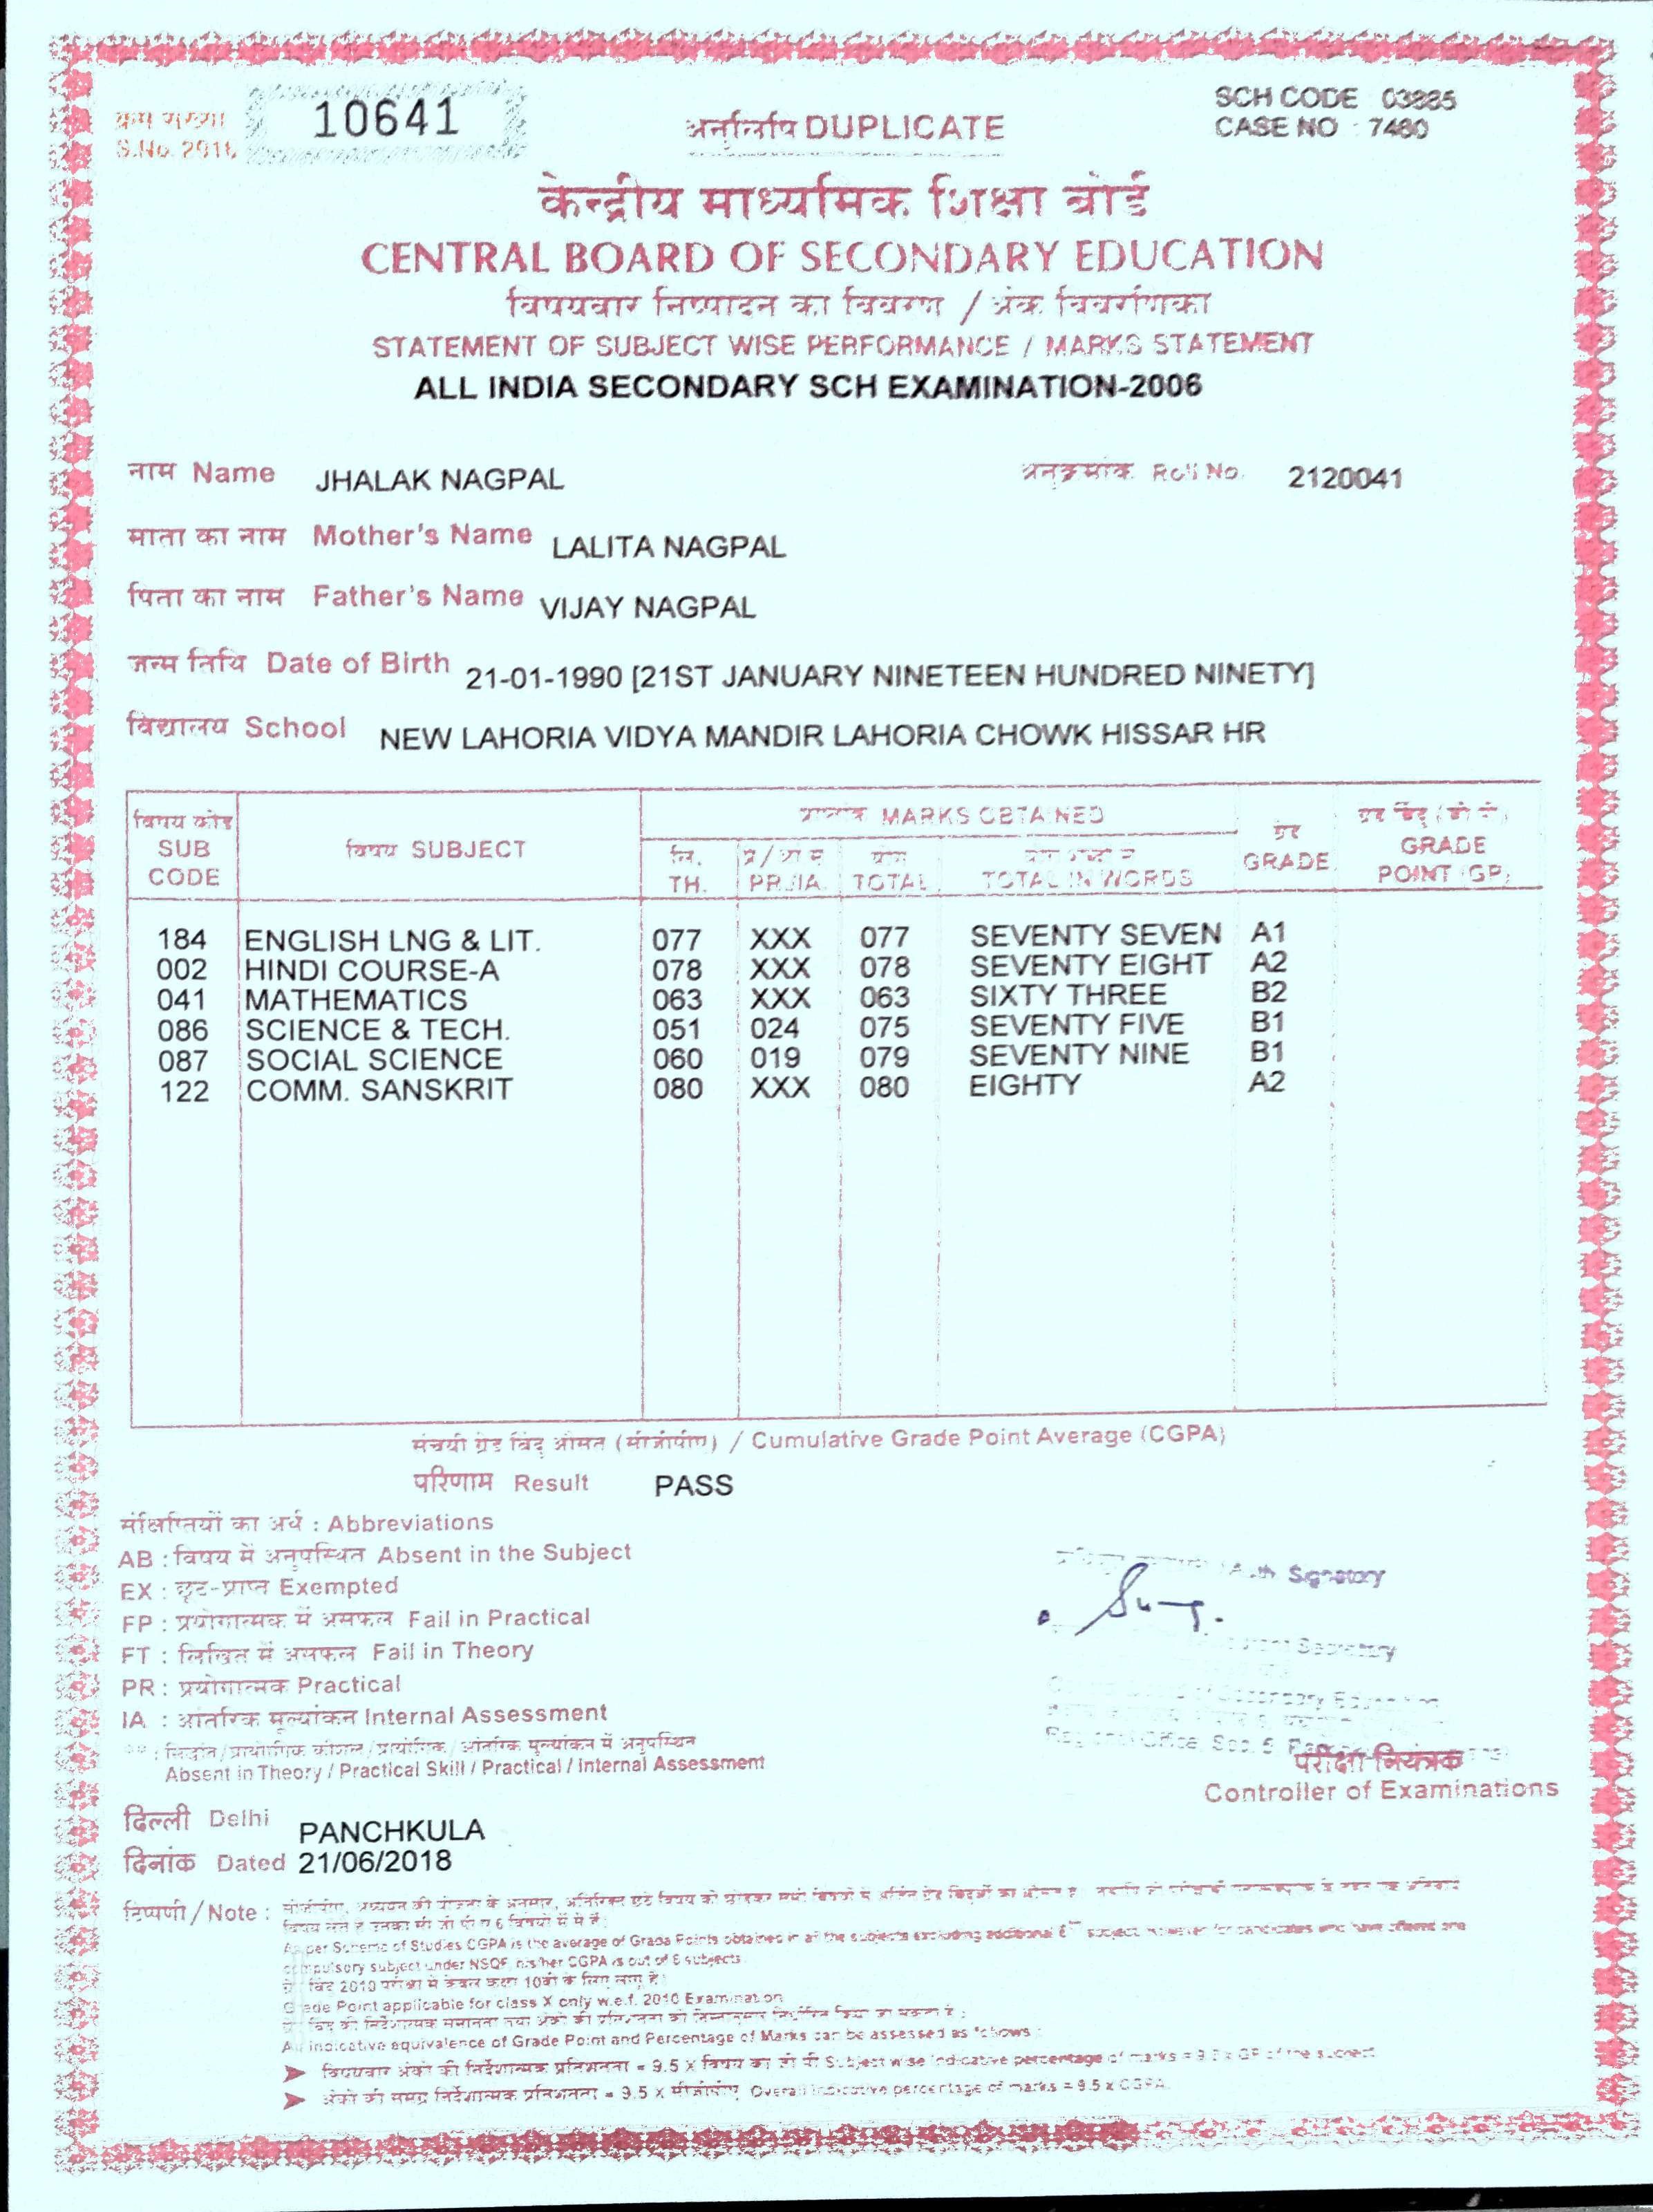 क्रम संख्या
S.No. 2016
10641
अनुलिपि DUPLICATE
SCH CODE 03885
CASE NO : 7480
केन्द्रीय माध्यमिक शिक्षा बोर्ड
CENTRAL BOARD OF SECONDARY EDUCATION
विषयवार निष्पादन का विवरण / अंक विवरणिका
STATEMENT OF SUBJECT WISE PERFORMANCE / MARKS STATEMENT
ALL INDIA SECONDARY SCH EXAMINATION-2006
नाम Name JHALAK NAGPAL अनुक्रमांक Roll No. 2120041
माता का नाम Mother's Name LALITA NAGPAL
पिता का नाम Father's Name VIJAY NAGPAL
जन्म तिथि Date of Birth 21-01-1990 [21ST JANUARY NINETEEN HUNDRED NINETY]
विद्यालय School NEW LAHORIA VIDYA MANDIR LAHORIA CHOWK HISSAR HR
विषय कोड SUB CODE
विषय SUBJECT
प्राप्तांक MARKS OBTAINED
लि. TH.
PR./IA.
योग TOTAL
TOTAL IN WORDS
ग्रेड GRADE
GRADE POINT (GP)
184 ENGLISH LNG & LIT. 077 XXX 077 SEVENTY SEVEN A1
002 HINDI COURSE-A 078 XXX 078 SEVENTY EIGHT A2
041 MATHEMATICS 063 XXX 063 SIXTY THREE B2
086 SCIENCE & TECH. 051 024 075 SEVENTY FIVE B1
087 SOCIAL SCIENCE 060 019 079 SEVENTY NINE B1
122 COMM. SANSKRIT 080 XXX 080 EIGHTY A2
संचयी ग्रेड बिंदु औसत (सीजीपीए) / Cumulative Grade Point Average (CGPA)
परिणाम Result PASS
संक्षिप्तियों का अर्थ : Abbreviations
AB : विषय में अनुपस्थित Absent in the Subject
EX : छूट-प्राप्त Exempted
FP : प्रयोगात्मक में असफल Fail in Practical
FT : लिखित में असफल Fail in Theory
PR : प्रयोगात्मक Practical
IA : आंतरिक मूल्यांकन Internal Assessment
** : सिद्धांत/प्रायोगिक कौशल/प्रायोगिक/आंतरिक मूल्यांकन में अनुपस्थित
Absent in Theory / Practical Skill / Practical / Internal Assessment
Auth Signatory
Secretary
Secondary Education
Regional Office, Sec. 5,
परीक्षा नियंत्रक
Controller of Examinations
दिल्ली Delhi PANCHKULA
दिनांक Dated 21/06/2018
टिप्पणी / Note :
As per Scheme of Studies CGPA is the average of Grade Points obtained in all the subjects excluding additional 6th subject. However for candidates who have offered one
compulsory subject under NSQF, his/her CGPA is out of 6 subjects
Grade Point applicable for class X only w.e.f. 2010 Examination
An indicative equivalence of Grade Point and Percentage of Marks can be assessed as follows :
➤ विषयवार अंकों की निर्देशात्मक प्रतिशतता = 9.5 x विषय का जी पी Subject wise indicative percentage of marks = 9.5 x GP of the subject
➤ अंकों की समग्र निर्देशात्मक प्रतिशतता = 9.5 x सीजीपीए Overall indicative percentage of marks = 9.5 x CGPA